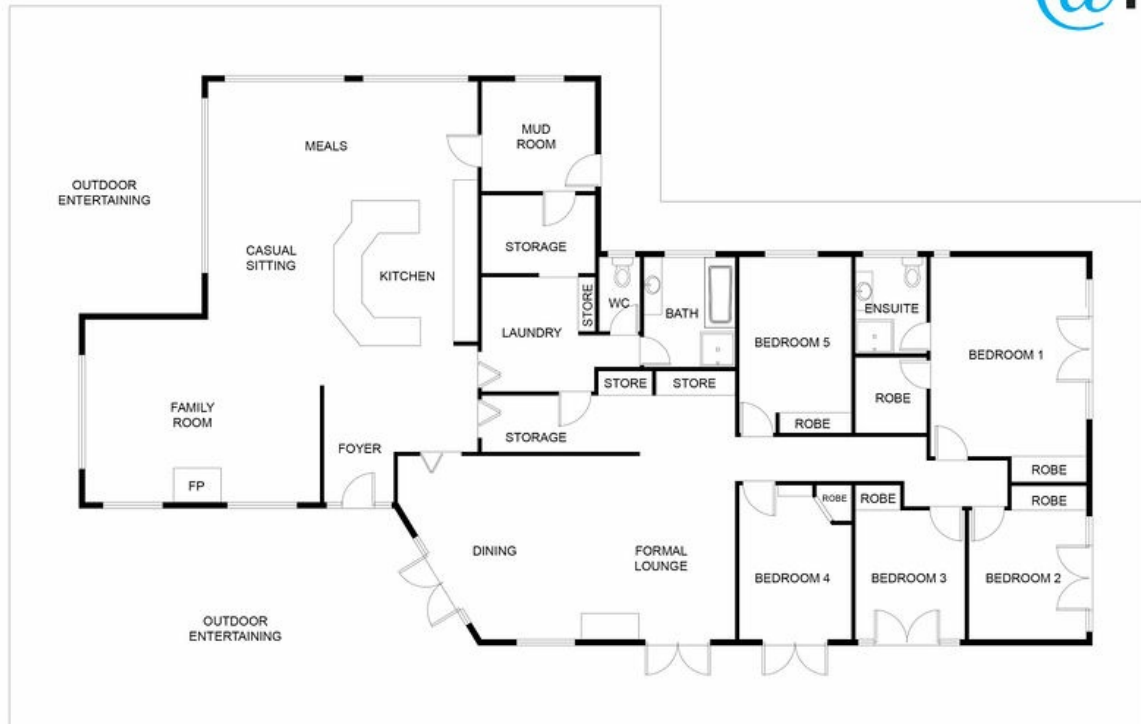 @
MEALS
MUD
ROOM
OUTDOOR
ENTERTAINING
CASUAL
SITTING
STORAGE
KITCHEN
STORE
WC
BATH
ENSUITE
LAUNDRY
BEDROOM 5
BEDROOM 1
STORE
STORE
ROBE
FAMILY
ROOM
ROBE
STORAGE
FOYER
ROBE
FP
ROBE
ROBE
ROBE
DINING
FORMAL
LOUNGE
BEDROOM 4
BEDROOM 3
BEDROOM 2
OUTDOOR
ENTERTAINING